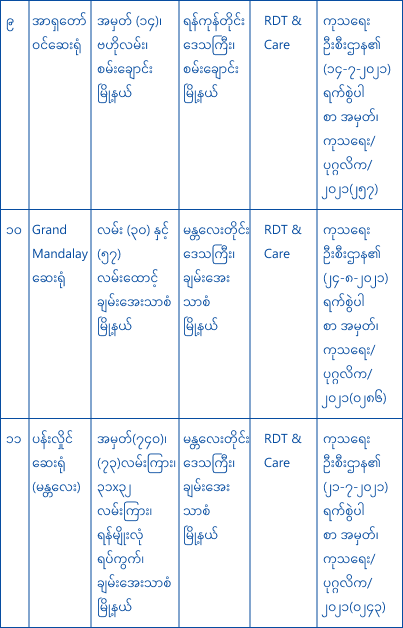 ၉
အာရှတော်
ဝင်ဆေးရုံ
အမှတ် (၁၄)၊
ဗဟိုလမ်း၊
စမ်းချောင်း
မြို့နယ်
ရန်ကုန်တိုင်း
ဒေသကြီး၊
စမ်းချောင်း
မြို့နယ်
RDT &
Care
ကုသရေး
ဦးစီးဌာန၏
(၁၄-၇-၂၀၂၁)
ရက်စွဲပါ
စာ အမှတ်၊
ကုသရေး/
ပုဂ္ဂလိက/
၂၀၂၁(၂၅၇)
၁၀
Grand
Mandalay
ဆေးရုံ
လမ်း (၃၀) နှင့်
(၅၇)
လမ်းထောင့်
ချမ်းအေးသာစံ
မြို့နယ်
မန္တလေးတိုင်း
ဒေသကြီး၊
ချမ်းအေး
သာစံ
မြို့နယ်
RDT &
Care
ကုသရေး
ဦးစီးဌာန၏
(၂၄-၈-၂၀၂၁)
ရက်စွဲပါ
စာ အမှတ်၊
ကုသရေး/
ပုဂ္ဂလိက/
၂၀၂၁(၀၂၈၆)
၁၁
ပန်းလှိုင်
ဆေးရုံ
(မန္တလေး)
အမှတ်(၇၄၀)၊
(၇၃)လမ်းကြား၊
၃၁x၃၂
လမ်းကြား၊
ရန်မျိုးလုံ
ရပ်ကွက်၊
ချမ်းအေးသာစံ
မြို့နယ်
မန္တလေးတိုင်း
ဒေသကြီး၊
ချမ်းအေး
သာစံ
မြို့နယ်
RDT &
Care
ကုသရေး
ဦးစီးဌာန၏
(၂၁-၇-၂၀၂၁)
ရက်စွဲပါ
စာ အမှတ်၊
ကုသရေး/
ပုဂ္ဂလိက/
၂၀၂၁(၀၂၄၃)